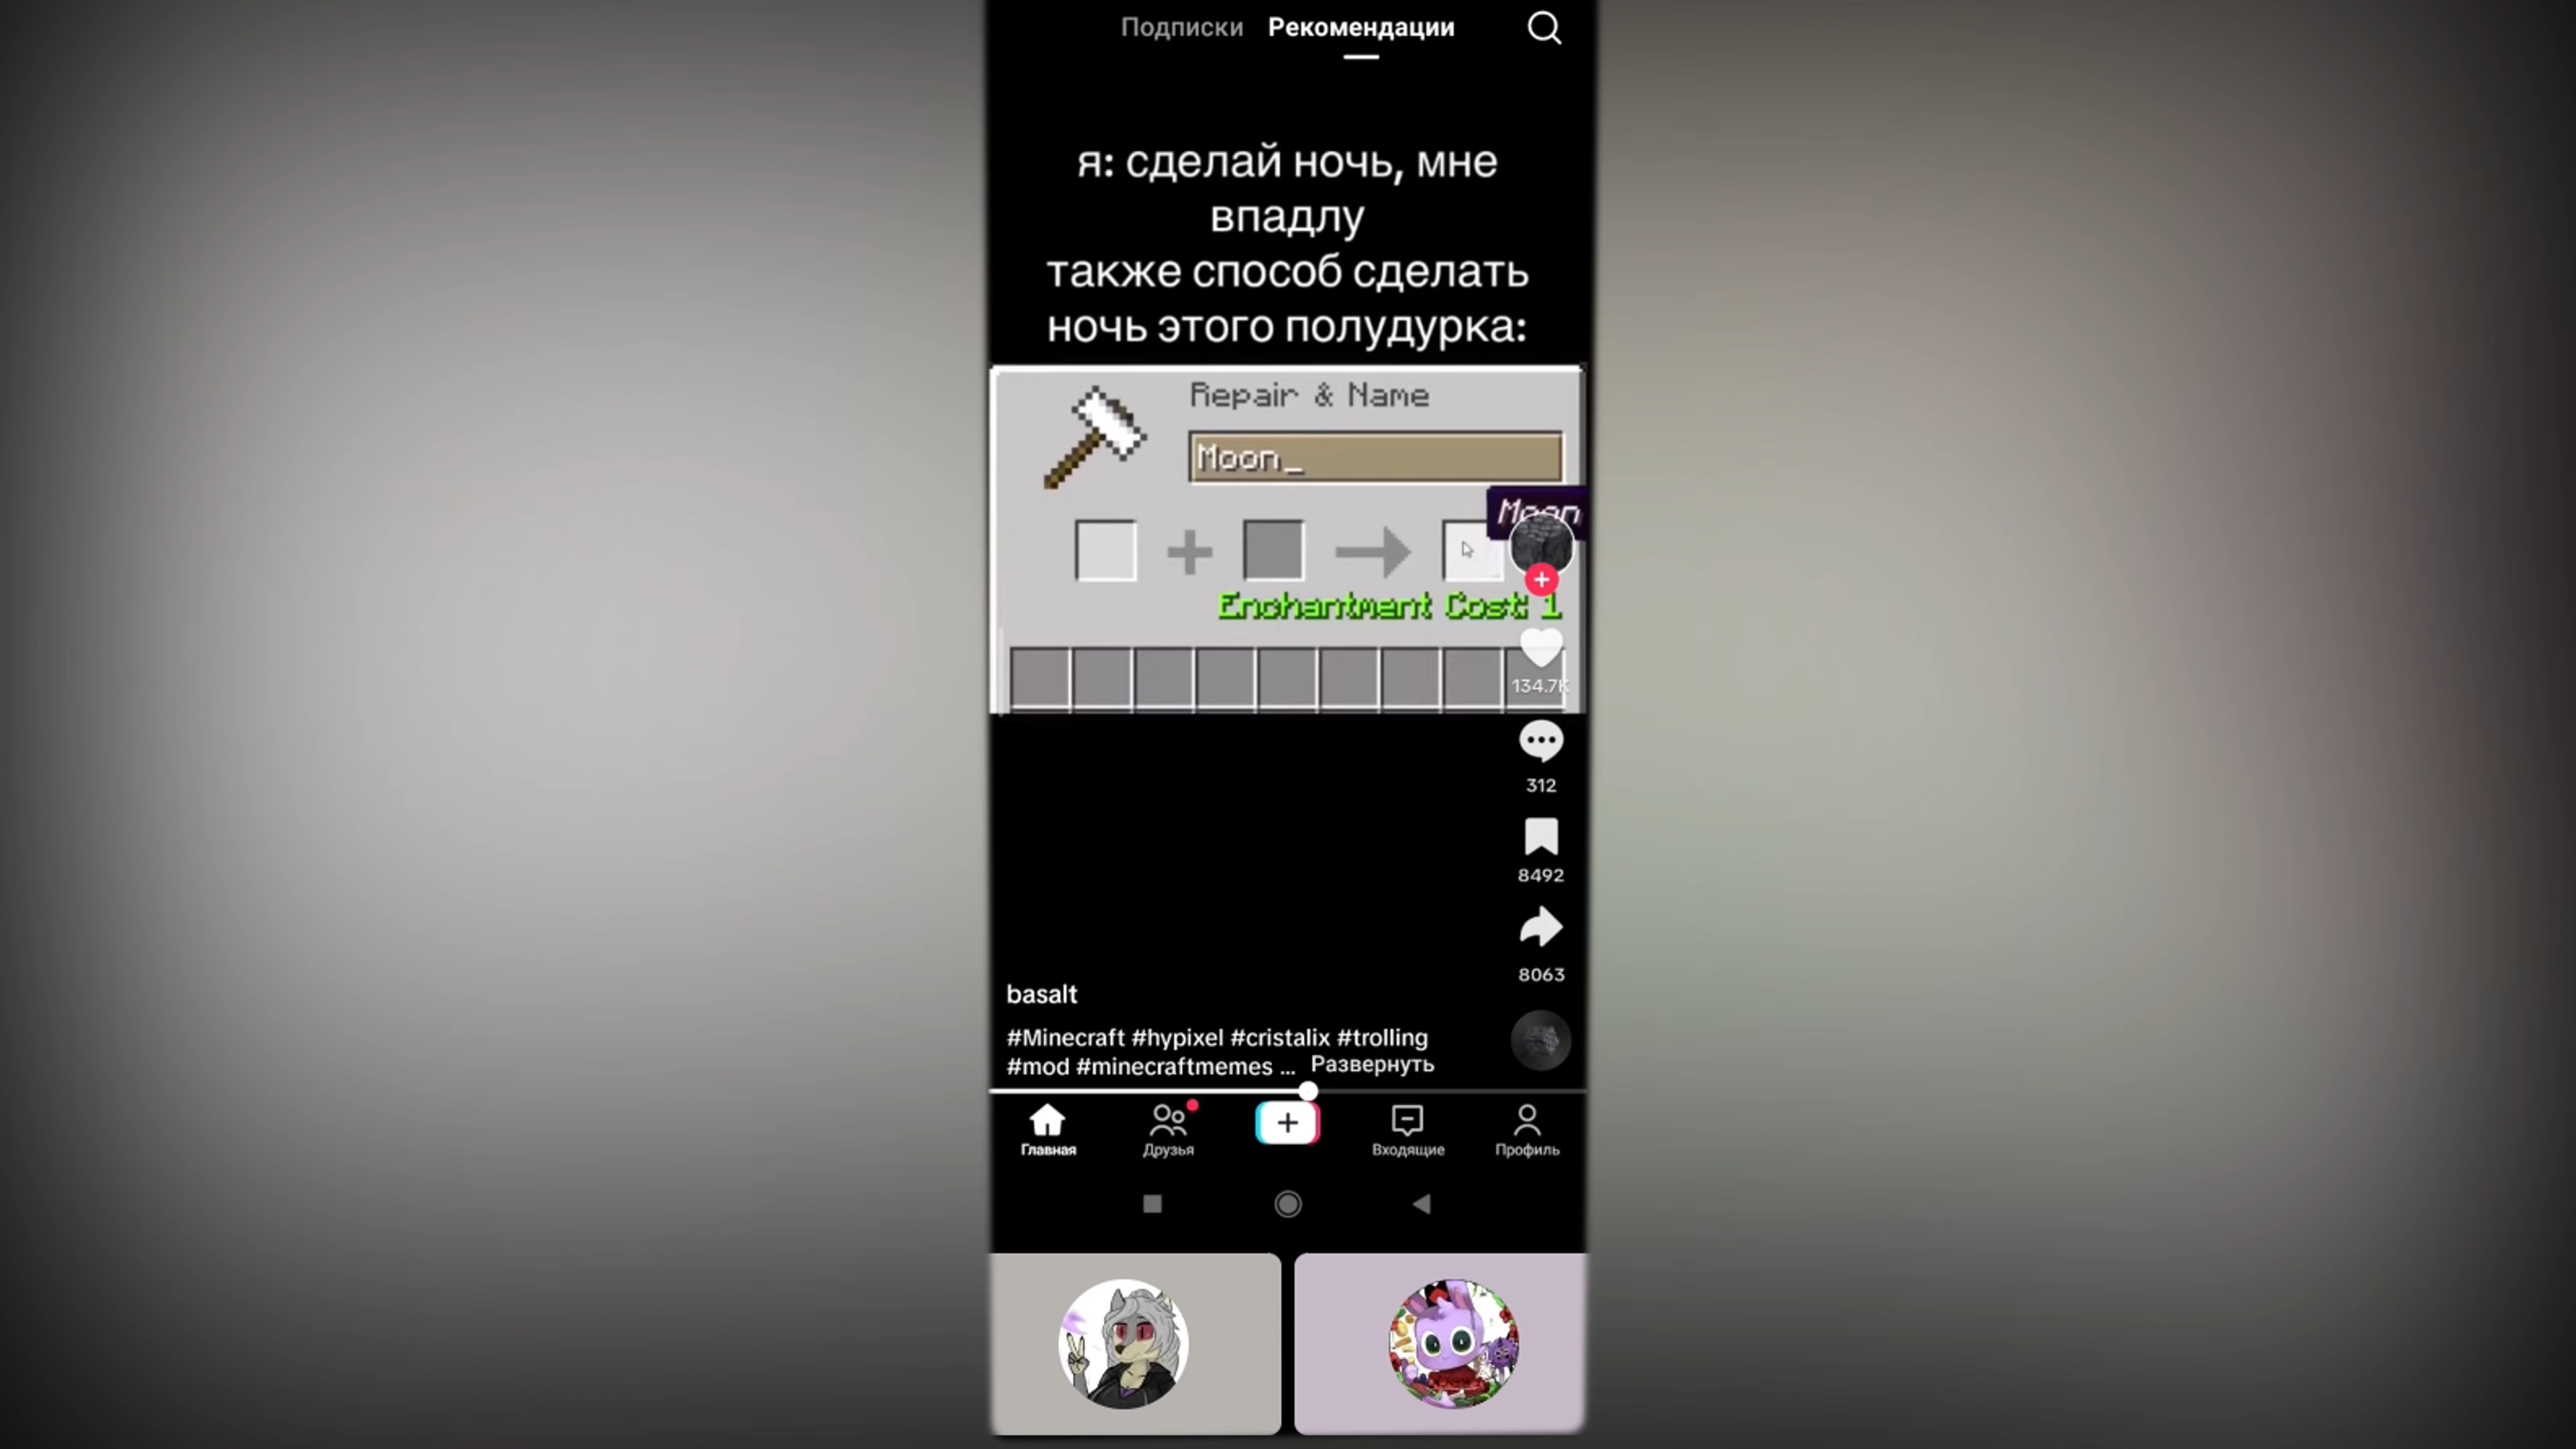 Подписки Рекомендации
я: сделай ночь, мне
впадлу
также способ сделать
ночь этого полудурка:
Repair & Name
Moon_
Moon
Enchantment Cost: 1
134.7K
312
8492
8063
basalt
#Minecraft #hypixel #cristalix #trolling
#mod #minecraftmemes ... Развернуть
Главная Друзья Входящие Профиль